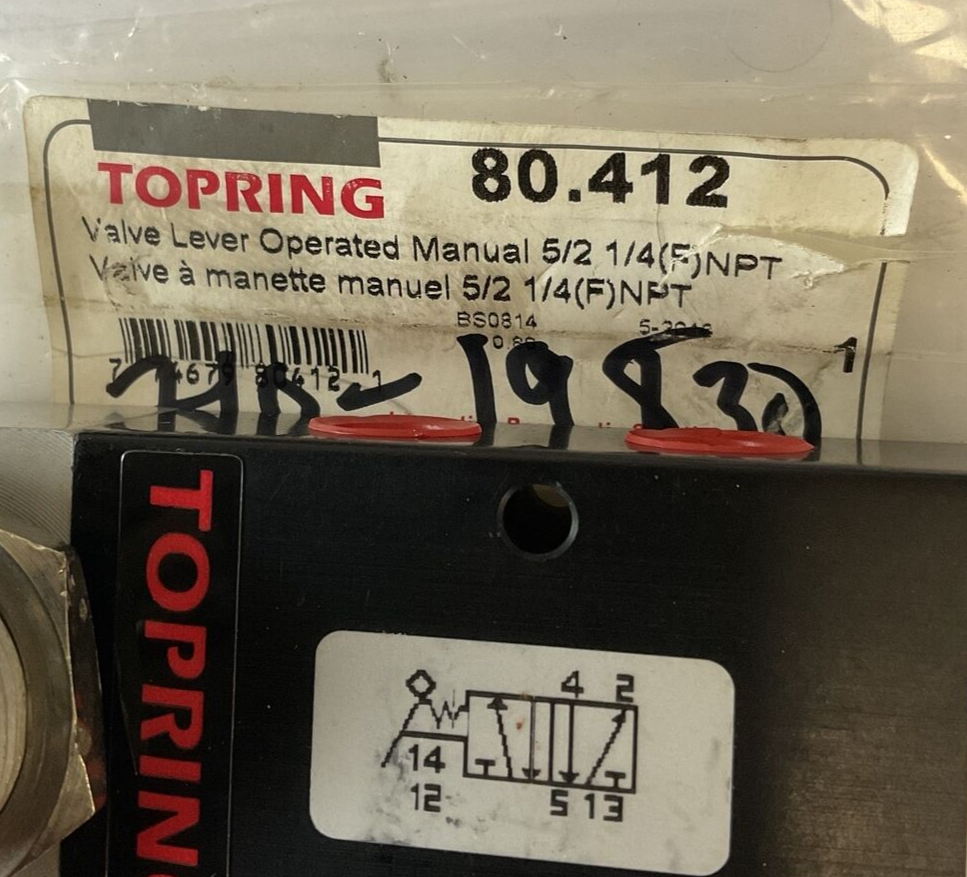 TOPRING
80.412
Valve Lever Operated Manual 5/2 1/4(F)NPT
Valve à manette manuel 5/2 1/4(F)NPT
BS0814
1
TOPRING
4 2
14
12
5 1 3